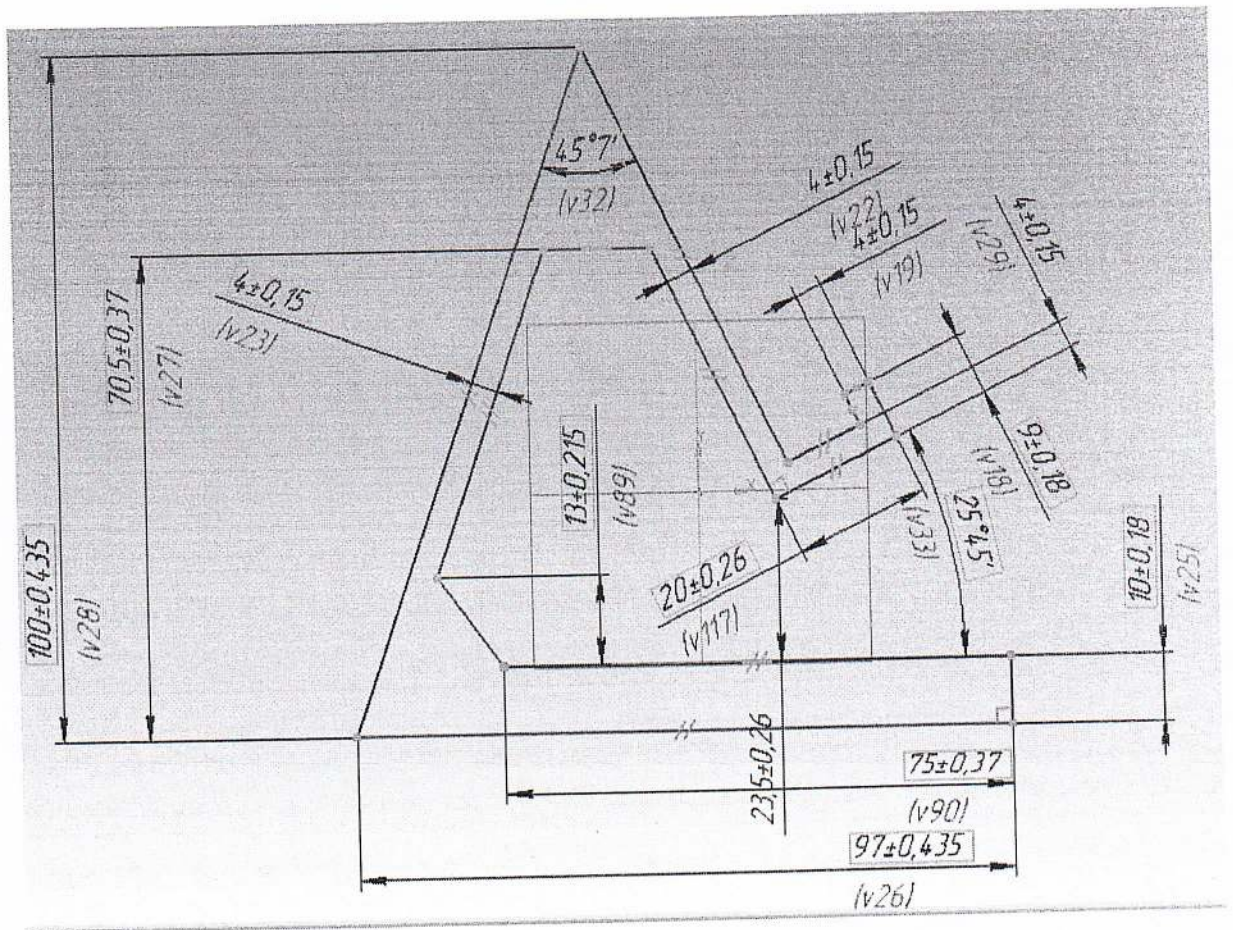 45°7'
(v32)
4±0,15
(v22)
4±0,15
(v19)
4±0,15
(v29)
4±0,15
(v23)
70,5±0,37
(v27)
100±0,435
(v28)
13±0,215
(v89)
9±0,18
(v18)
25°45'
(v33)
20±0,26
(v117)
10±0,18
(v25)
23,5±0,26
75±0,37
(v90)
97±0,435
(v26)